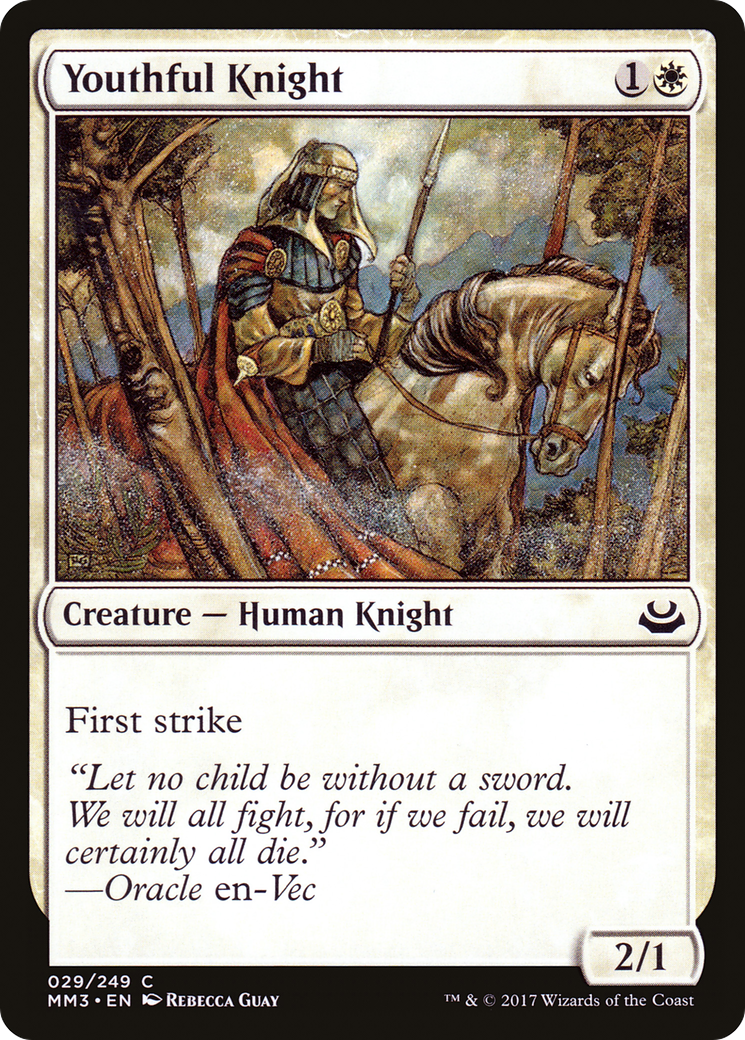 Youthful Knight 1
Creature — Human Knight
First strike
“Let no child be without a sword.
We will all fight, for if we fail, we will
certainly all die.”
—Oracle en-Vec
2/1
029/249 C
MM3 • EN Rebecca Guay
™ & © 2017 Wizards of the Coast